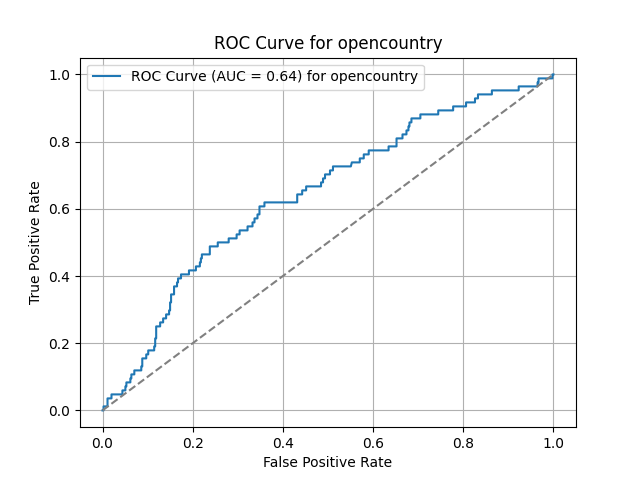 ROC Curve for opencountry
ROC Curve (AUC = 0.64) for opencountry
True Positive Rate
1.0
0.8
0.6
0.4
0.2
0.0
0.0 0.2 0.4 0.6 0.8 1.0
False Positive Rate